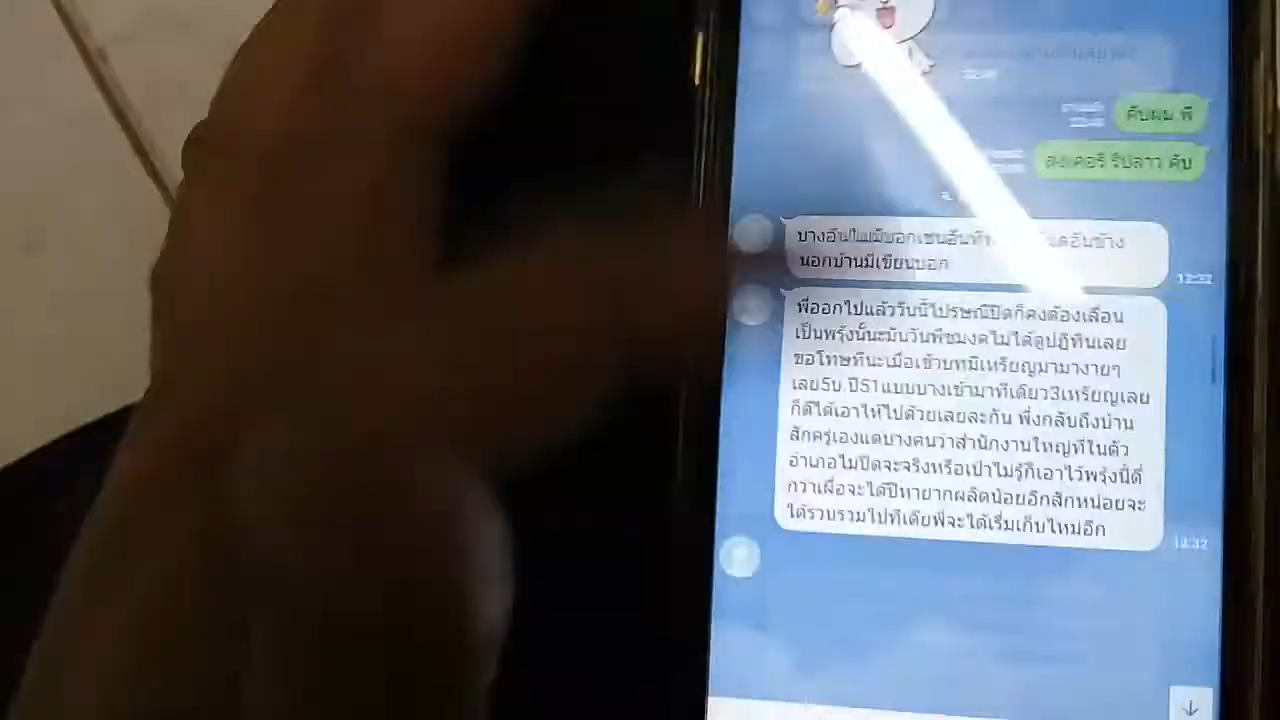 คับผม พี่
ส่งเคอรี่ รึปลาว คับ
บางอันไม่มีบอกเช่นอัน
นอกบ้านมีเขียนบอก
12:32
พี่ออกไปแล้ววันนี้ไปรษณีปิดก็คงต้องเลื่อน
เป็นพรุ้งนี้นะมันวันพืชมงคไม่ได้ดูปฏิทินเลย
ขอโทษทีนะเมื่อเช้าบทมีเหรียญมามางายๆ
เลย5บ ปี51แบบบางเข้ามาทีเดียว3เหรียญเลย
ก็ดีได้เอาให้ไปด้วยเลยละกัน พึ่งกลับถึงบ้าน
สักครู่เองแต่บางคนว่าสำนักงานใหญ่ที่ในตัว
อำเภอไม่ปิดจะจริงหรือเป่าไม่รู้ก็เอาไว้พรุ้งนี้ดี
กว่าเผื่อจะได้ปีหายากผลิตน้อยอีกสักหน่อยจะ
ได้รวบรวมไปทีเดียพี่จะได้เริ่มเก็บใหม่อีก
12:32